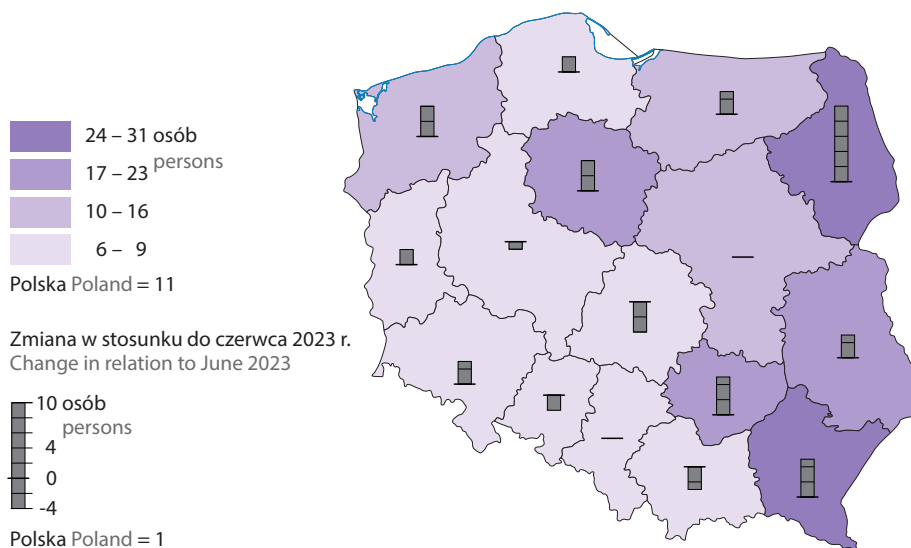 24 – 31 osób
persons
17 – 23
10 – 16
6 – 9
Polska Poland = 11
Zmiana w stosunku do czerwca 2023 r.
Change in relation to June 2023
10 osób
persons
4
0
-4
Polska Poland = 1